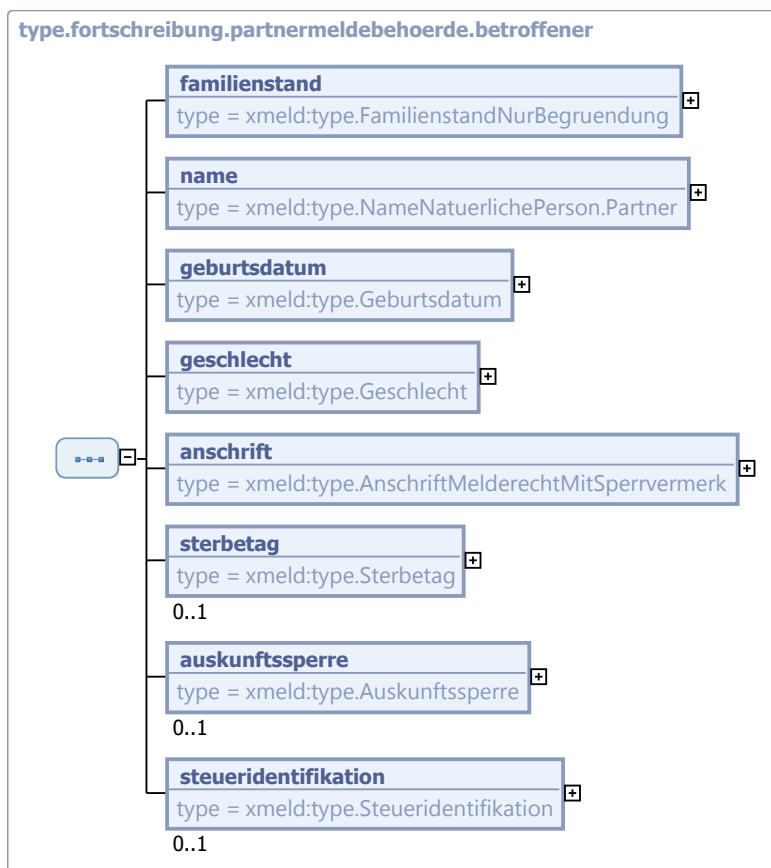 type.fortschreibung.partnermeldebehoerde.betroffener
familienstand
type = xmeld:type.FamilienstandNurBegruendung
name
type = xmeld:type.NameNatuerlichePerson.Partner
geburtsdatum
type = xmeld:type.Geburtsdatum
geschlecht
type = xmeld:type.Geschlecht
anschrift
type = xmeld:type.AnschriftMelderechtMitSperrvermerk
sterbetag
type = xmeld:type.Sterbetag
0..1
auskunftssperre
type = xmeld:type.Auskunftssperre
0..1
steueridentifikation
type = xmeld:type.Steueridentifikation
0..1